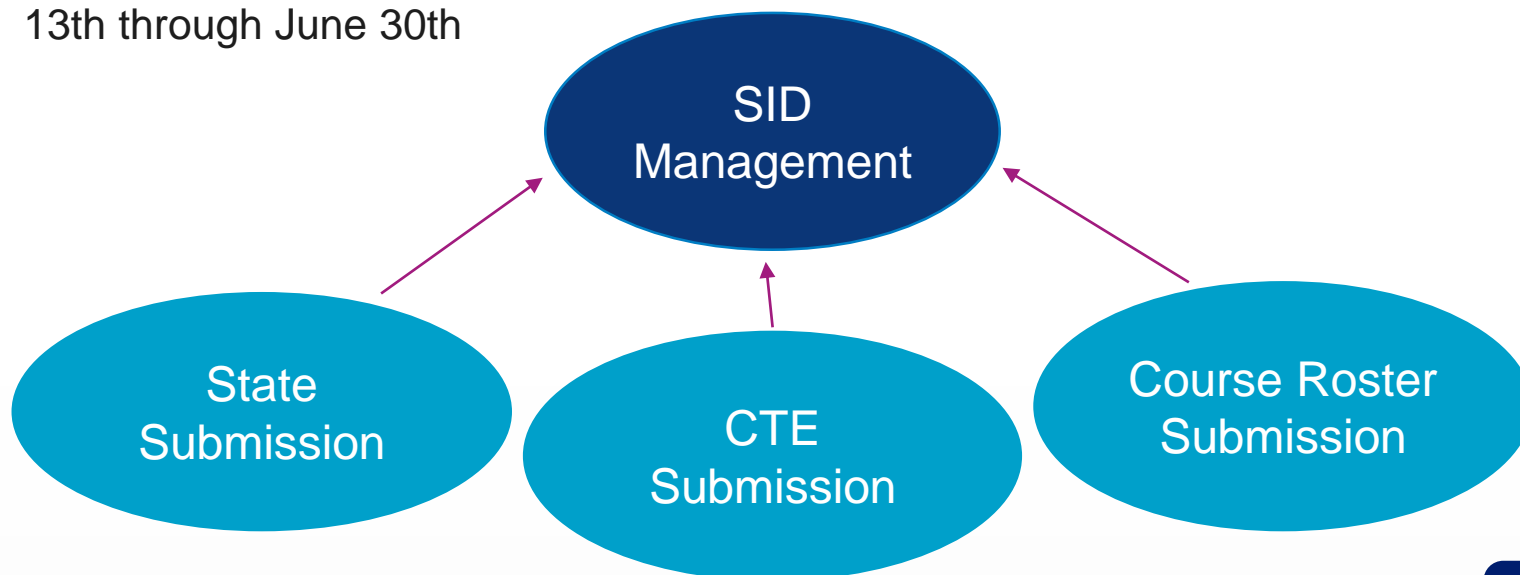 13th through June 30th
SID
Management
State
Submission
CTE
Submission
Course Roster
Submission